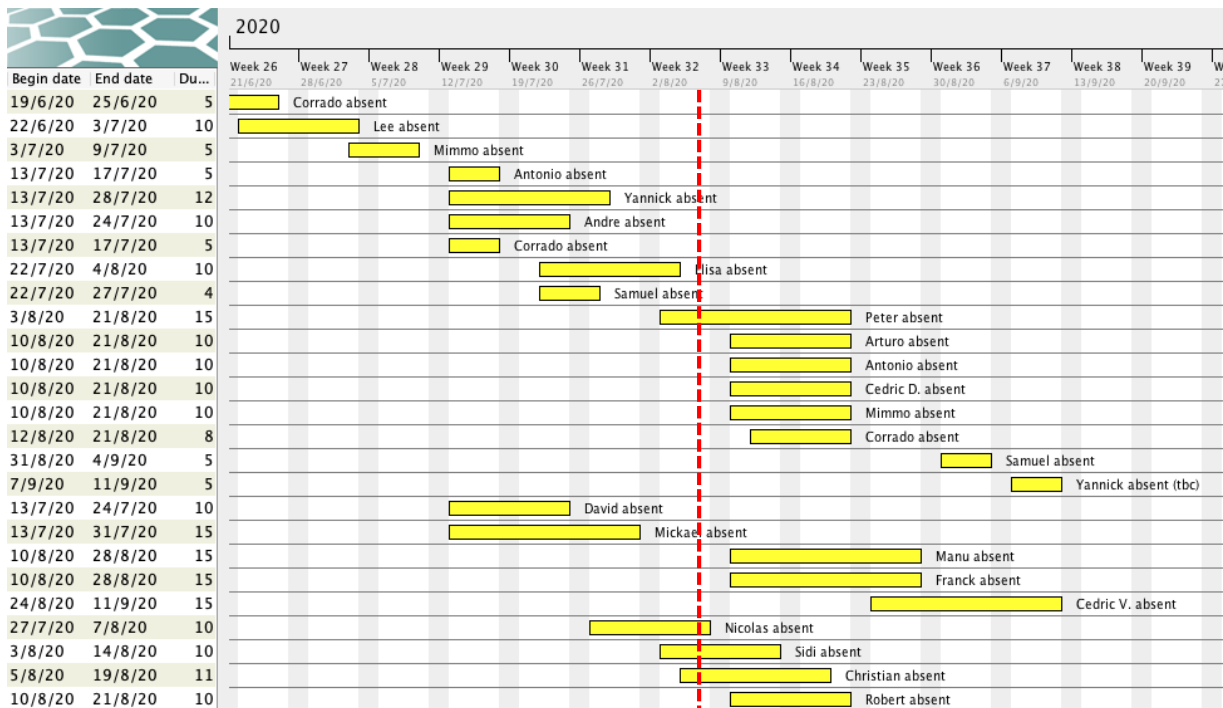 2020
Week 26 Week 27 Week 28 Week 29 Week 30 Week 31 Week 32 Week 33 Week 34 Week 35 Week 36 Week 37 Week 38 Week 39
Begin date End date Du... 21/6/20 28/6/20 5/7/20 12/7/20 19/7/20 26/7/20 2/8/20 9/8/20 16/8/20 23/8/20 30/8/20 6/9/20 13/9/20 20/9/20
19/6/20 25/6/20 5 Corrado absent
22/6/20 3/7/20 10 Lee absent
3/7/20 9/7/20 5 Mimmo absent
13/7/20 17/7/20 5 Antonio absent
13/7/20 28/7/20 12 Yannick absent
13/7/20 24/7/20 10 Andre absent
13/7/20 17/7/20 5 Corrado absent
22/7/20 4/8/20 10 Elisa absent
22/7/20 27/7/20 4 Samuel absent
3/8/20 21/8/20 15 Peter absent
10/8/20 21/8/20 10 Arturo absent
10/8/20 21/8/20 10 Antonio absent
10/8/20 21/8/20 10 Cedric D. absent
10/8/20 21/8/20 10 Mimmo absent
12/8/20 21/8/20 8 Corrado absent
31/8/20 4/9/20 5 Samuel absent
7/9/20 11/9/20 5 Yannick absent (tbc)
13/7/20 24/7/20 10 David absent
13/7/20 31/7/20 15 Mickael absent
10/8/20 28/8/20 15 Manu absent
10/8/20 28/8/20 15 Franck absent
24/8/20 11/9/20 15 Cedric V. absent
27/7/20 7/8/20 10 Nicolas absent
3/8/20 14/8/20 10 Sidi absent
5/8/20 19/8/20 11 Christian absent
10/8/20 21/8/20 10 Robert absent